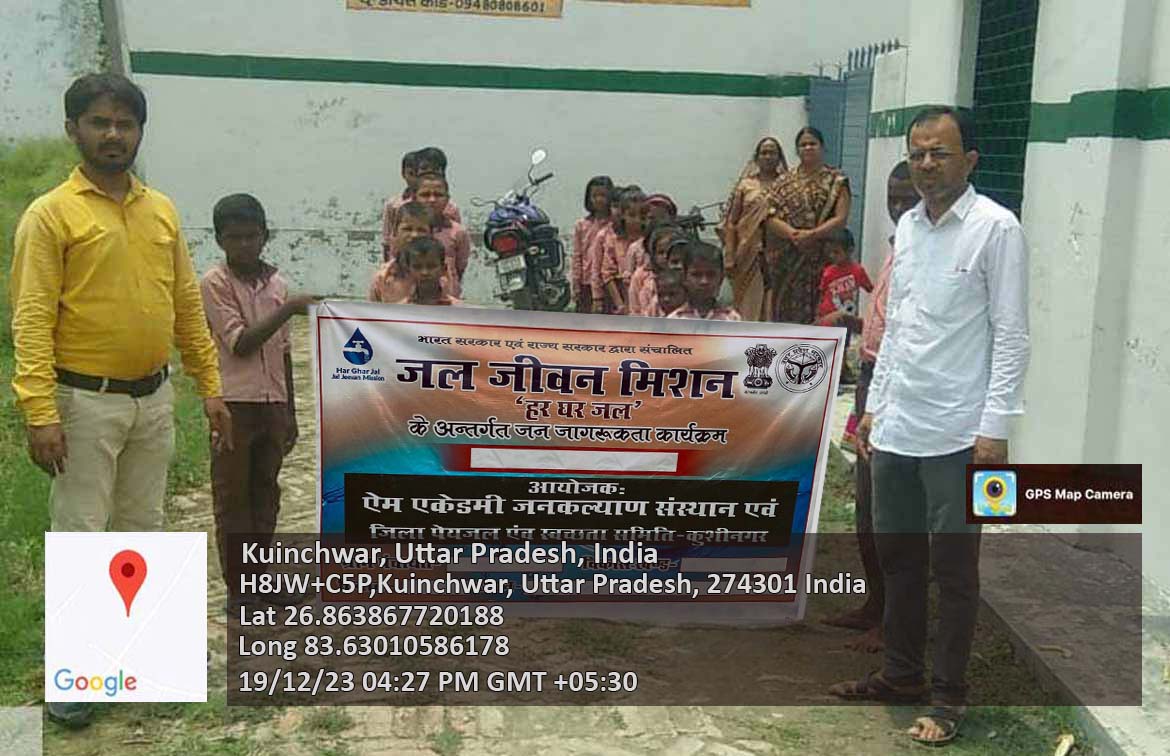 यू-डायस कोड-09480808601
Har Ghar Jal
Jal Jeevan Mission
भारत सरकार एवं राज्य सरकार द्वारा संचालित
जल जीवन मिशन
'हर घर जल'
के अन्तर्गत जन जागरूकता कार्यक्रम
आयोजक:
ऐम एकेडमी जनकल्याण संस्थान एवं
जिला पेयजल एंव स्वच्छता समिति-कुशीनगर
विकास खण्ड-
GPS Map Camera
Kuinchwar, Uttar Pradesh, India
H8JW+C5P,Kuinchwar, Uttar Pradesh, 274301 India
Lat 26.863867720188
Long 83.63010586178
19/12/23 04:27 PM GMT +05:30
Google